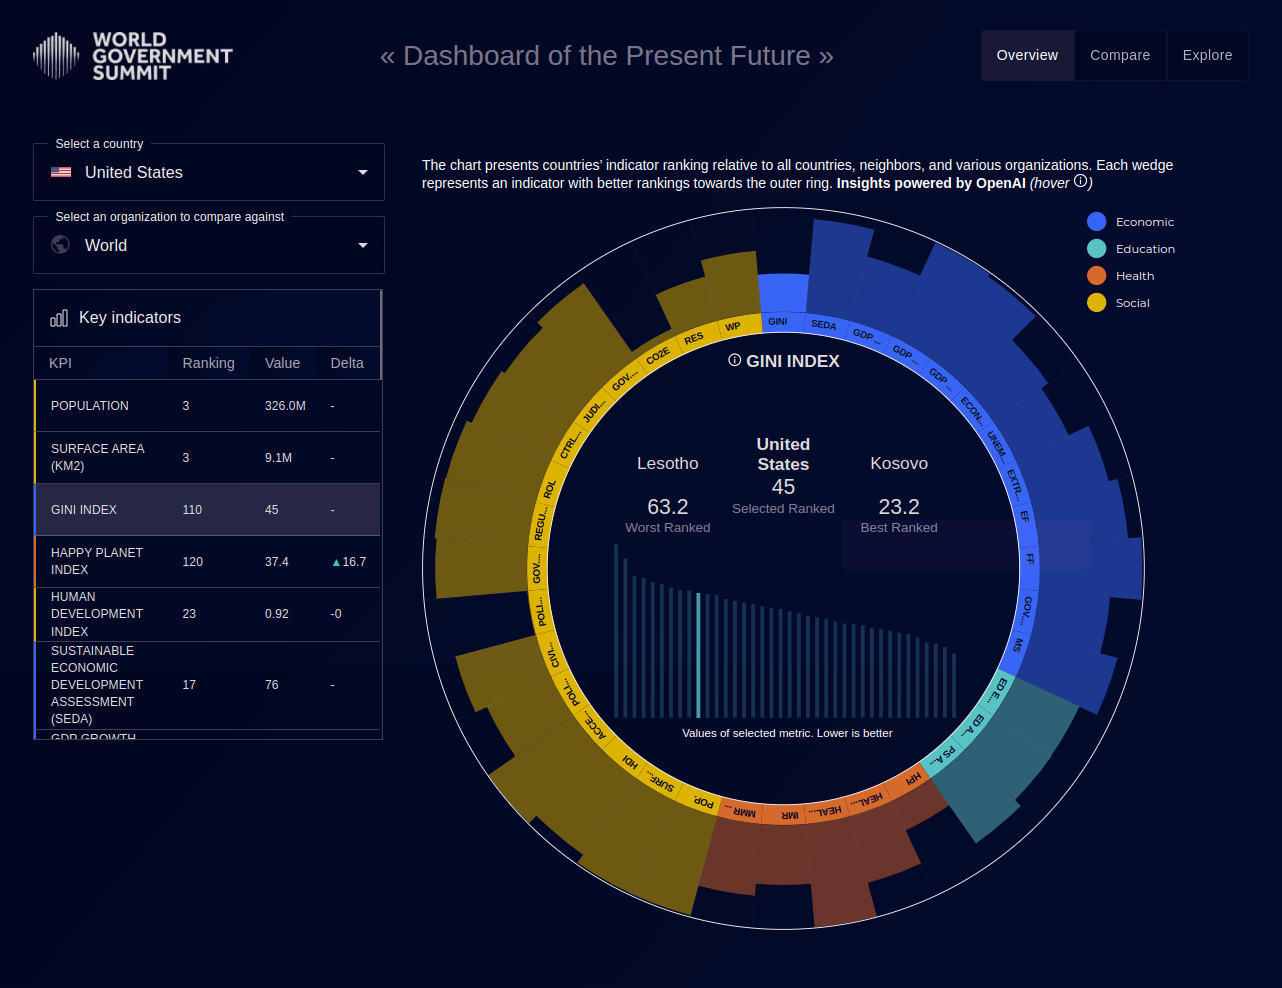 WORLD
GOVERNMENT
SUMMIT
« Dashboard of the Present Future »
Overview
Compare
Explore
Select a country
United States
Select an organization to compare against
World
Key indicators
KPI Ranking Value Delta
POPULATION 3 326.0M -
SURFACE AREA
(KM2) 3 9.1M -
GINI INDEX 110 45 -
HAPPY PLANET
INDEX 120 37.4 ▲16.7
HUMAN
DEVELOPMENT
INDEX 23 0.92 -0
SUSTAINABLE
ECONOMIC
DEVELOPMENT
ASSESSMENT
(SEDA) 17 76 -
GDP GROWTH
The chart presents countries' indicator ranking relative to all countries, neighbors, and various organizations. Each wedge
represents an indicator with better rankings towards the outer ring. Insights powered by OpenAI (hover ⓘ)
Economic
Education
Health
Social
GINI
SEDA
GDP ...
GDP ...
GDP ...
ECON...
UNEM...
EXTR...
EF
FF
GOV....
MS
ED E...
ED A...
PS A...
HPI
HEAL...
HEAL...
IMR
MMR ...
POP.
SURF...
HDI
ACCE...
POLI...
CIVI...
POLI...
GOV....
REGU...
ROL
CTRL...
JUDI...
GOV....
CO2E
RES
WP
ⓘ GINI INDEX
Lesotho
63.2
Worst Ranked
United
States
45
Selected Ranked
Kosovo
23.2
Best Ranked
Values of selected metric. Lower is better